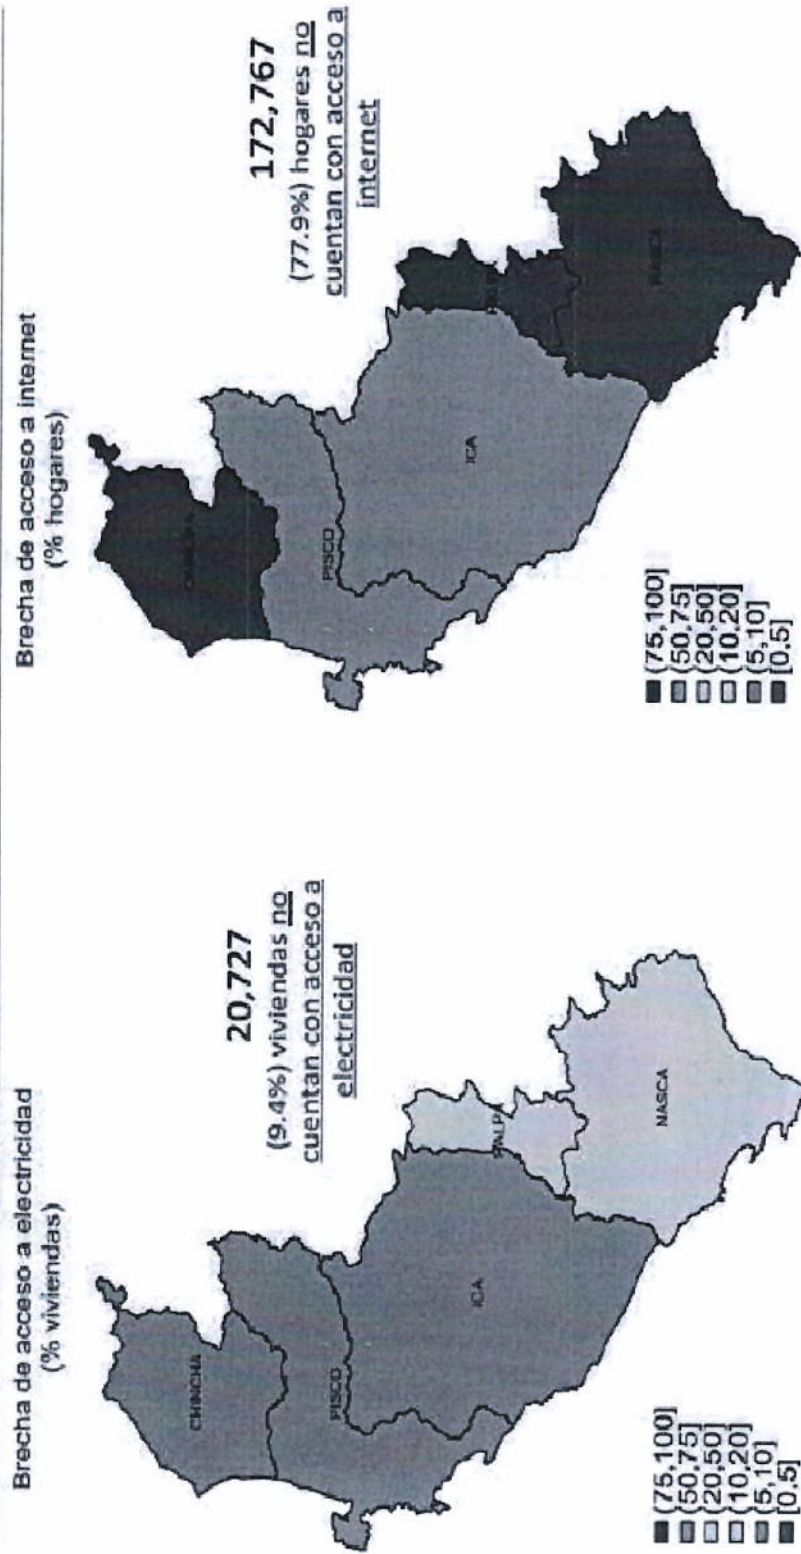 Brecha de acceso a electricidad
(% viviendas)
20,727
(9.4%) viviendas no
cuentan con acceso a
electricidad
CHINCHA
PISCO
ICA
PALPA
NASCA
(75,100]
(50,75]
(20,50]
(10,20]
(5,10]
[0,5]
Brecha de acceso a internet
(% hogares)
172,767
(77.9%) hogares no
cuentan con acceso a
internet
CHINCHA
PISCO
ICA
NASCA
(75,100]
(50,75]
(20,50]
(10,20]
(5,10]
[0,5]